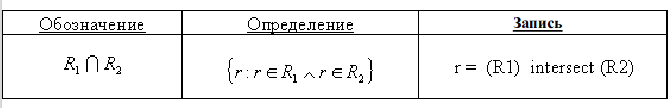 Обозначение Определение Запись
R₁ ⋂ R₂ {r : r ∈ R₁ ∧ r ∈ R₂} r = (R1) intersect (R2)